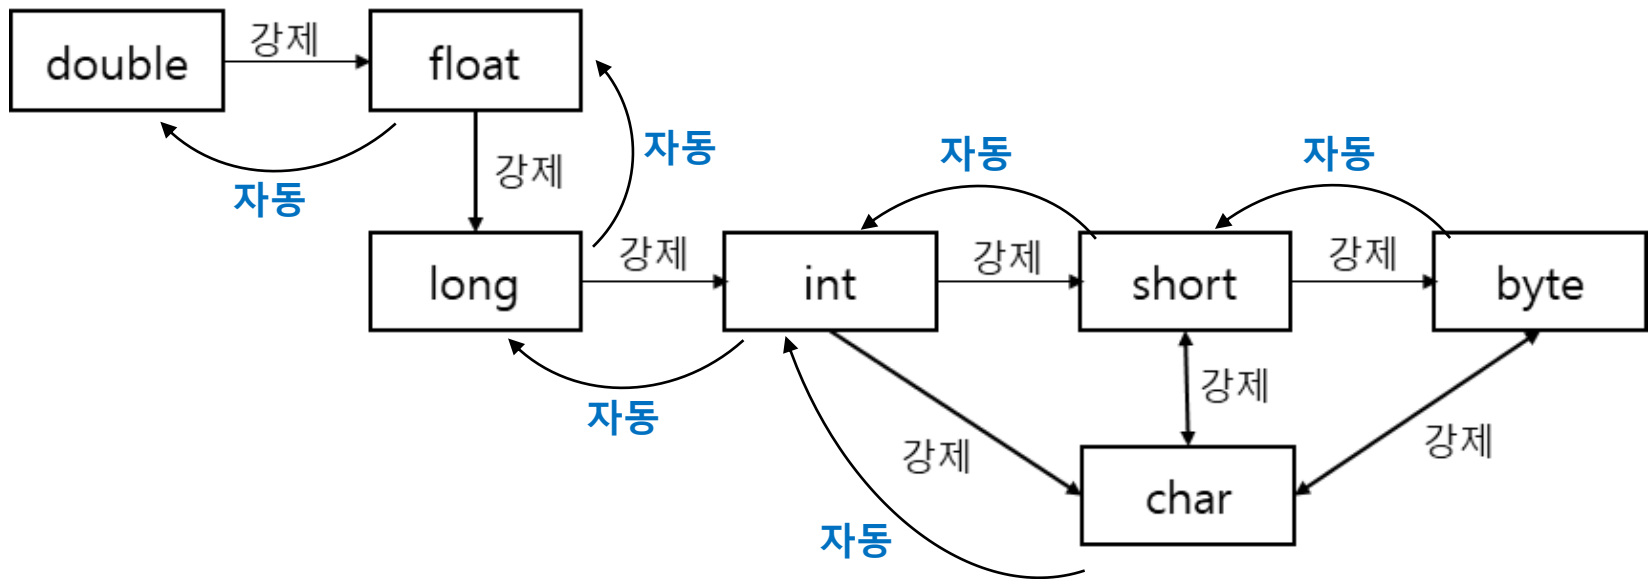 double
강제
float
자동
강제
자동
자동
자동
long
강제
int
강제
short
강제
byte
자동
강제
강제
강제
char
자동